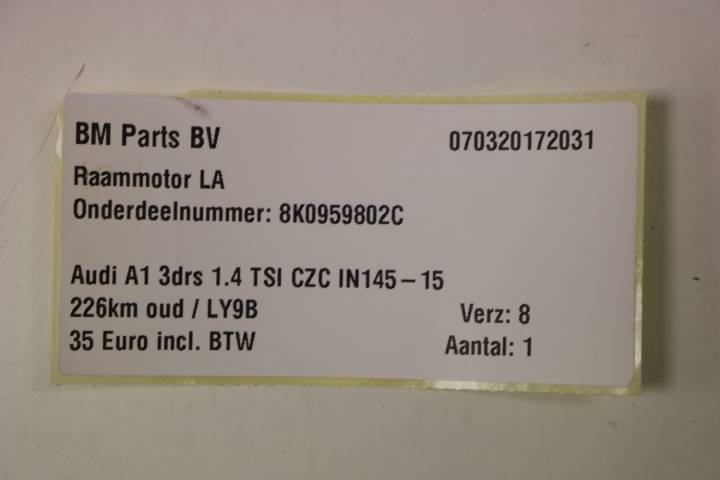 BM Parts BV 070320172031
Raammotor LA
Onderdeelnummer: 8K0959802C
Audi A1 3drs 1.4 TSI CZC IN145-15
226km oud / LY9B Verz: 8
35 Euro incl. BTW Aantal: 1